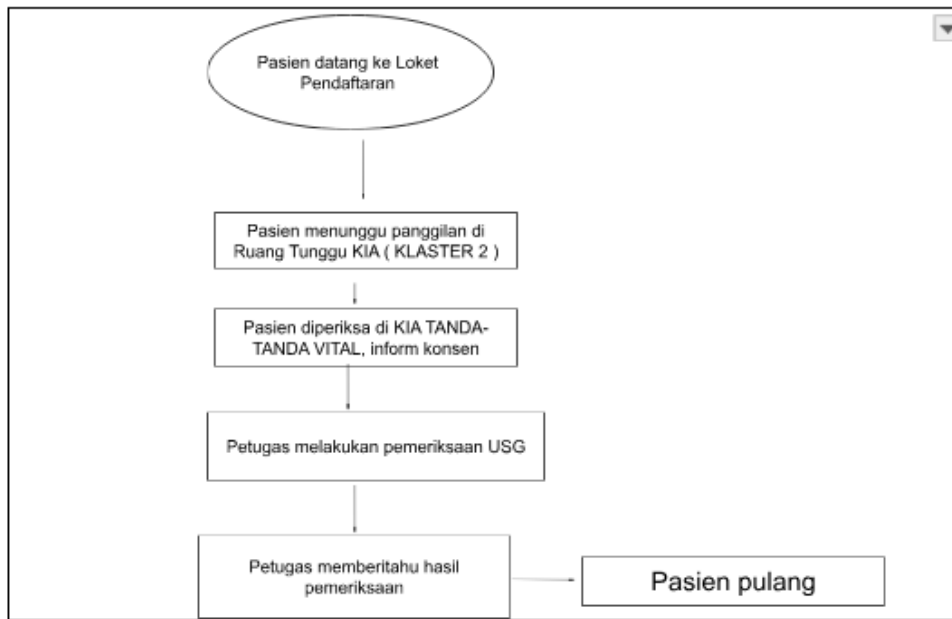 Pasien datang ke Loket
Pendaftaran
Pasien menunggu panggilan di
Ruang Tunggu KIA ( KLASTER 2 )
Pasien diperiksa di KIA TANDA-
TANDA VITAL, inform konsen
Petugas melakukan pemeriksaan USG
Petugas memberitahu hasil
pemeriksaan
Pasien pulang